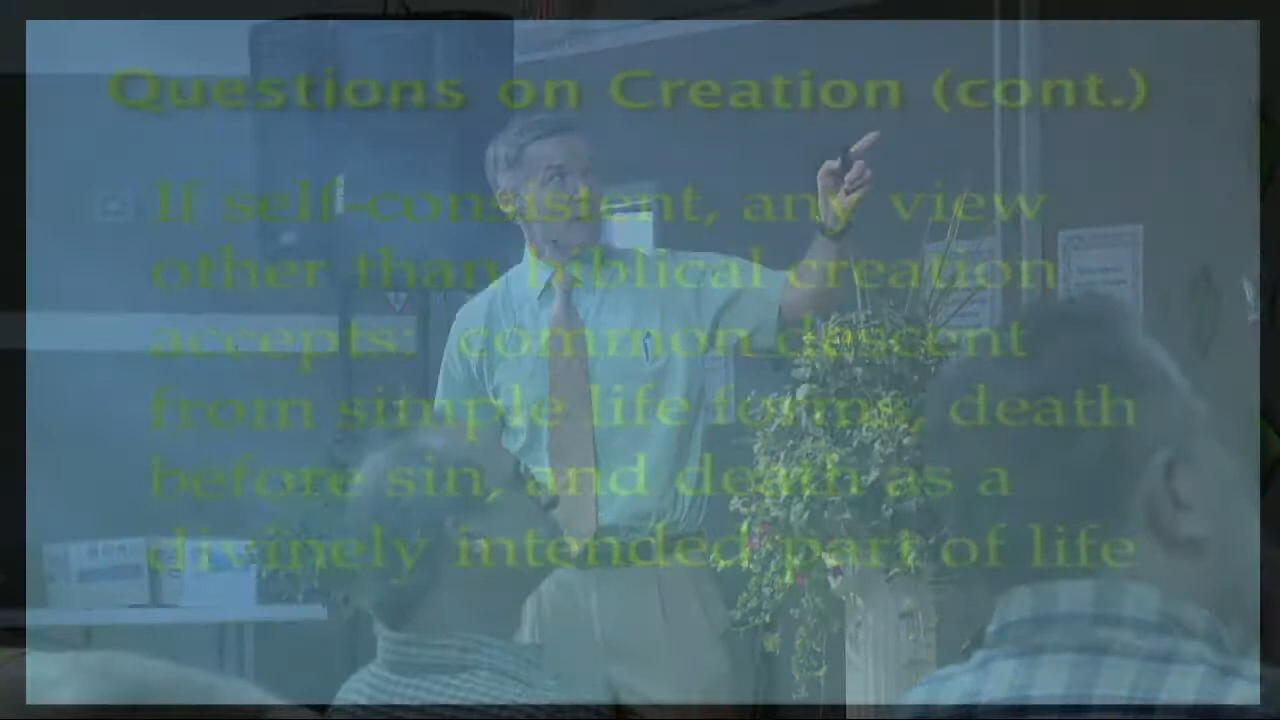 Questions on Creation (cont.)
If self-consistent, any view
other than biblical creation
accepts: common descent
from simple life forms, death
before sin, and death as a
divinely intended part of life